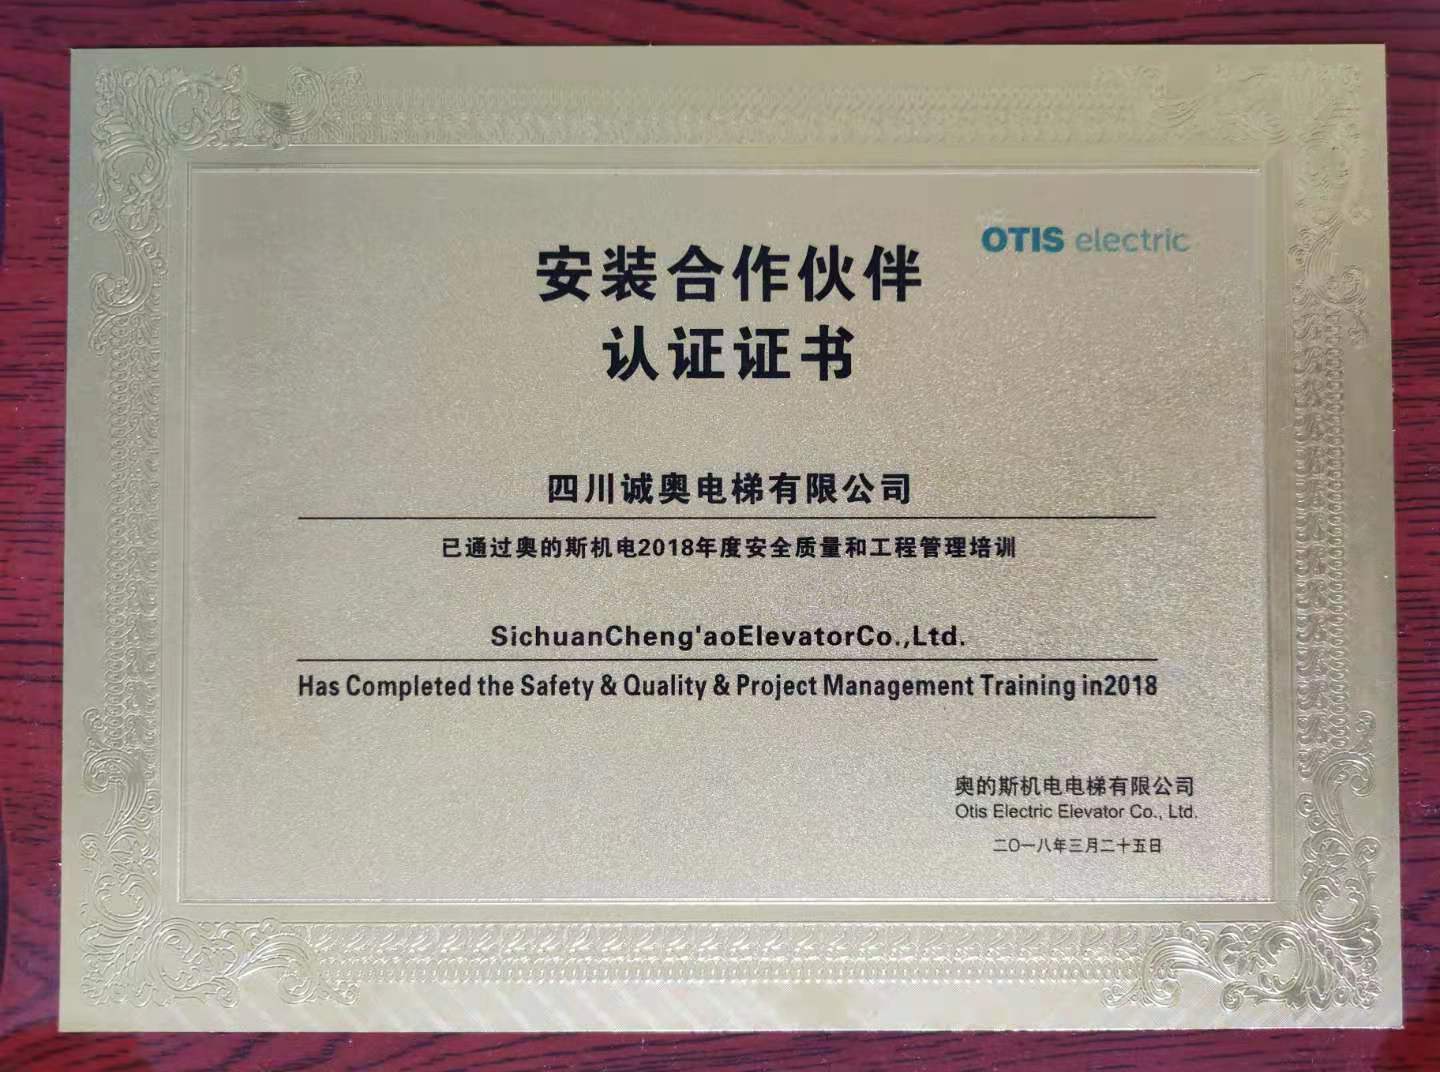 OTIS electric
安装合作伙伴
认证证书
四川诚奥电梯有限公司
已通过奥的斯机电2018年度安全质量和工程管理培训
SichuanCheng'aoElevatorCo.,Ltd.
Has Completed the Safety & Quality & Project Management Training in2018
奥的斯机电电梯有限公司
Otis Electric Elevator Co., Ltd.
二〇一八年三月二十五日